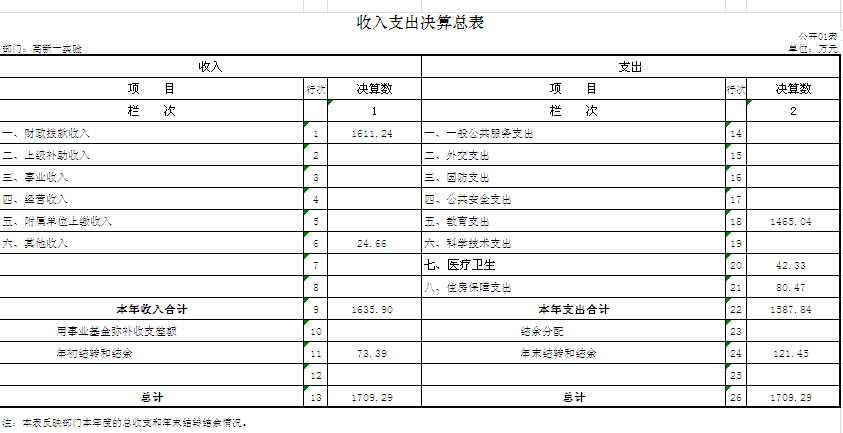 收入支出决算总表
公开01表
部门：高新一实验 单位：万元
收入 支出
项 目 行次 决算数 项 目 行次 决算数
栏 次 1 栏 次 2
一、财政拨款收入 1 1611.24 一、一般公共服务支出 14
二、上级补助收入 2 二、外交支出 15
三、事业收入 3 三、国防支出 16
四、经营收入 4 四、公共安全支出 17
五、附属单位上缴收入 5 五、教育支出 18 1465.04
六、其他收入 6 24.66 六、科学技术支出 19
7 七、医疗卫生 20 42.33
8 八、住房保障支出 21 80.47
本年收入合计 9 1635.90 本年支出合计 22 1587.84
用事业基金弥补收支差额 10 结余分配 23
年初结转和结余 11 73.39 年末结转和结余 24 121.45
12 25
总计 13 1709.29 总计 26 1709.29
注：本表反映部门本年度的总收支和年末结转结余情况。